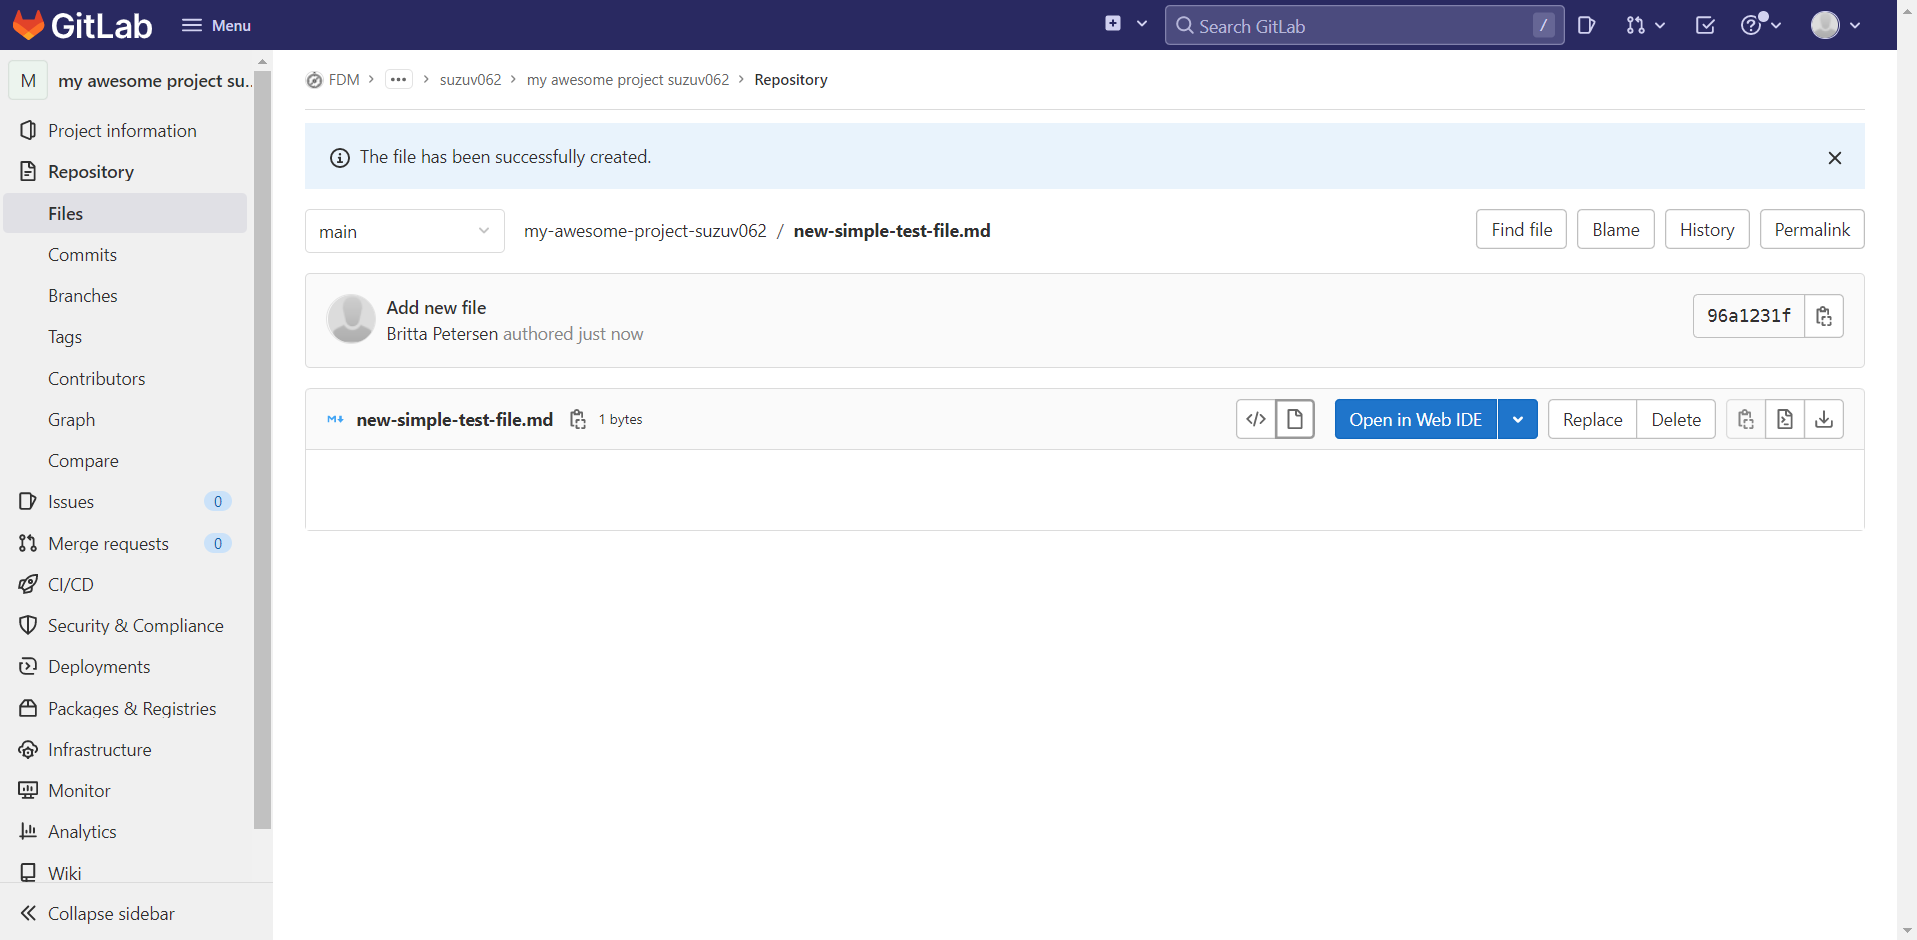 GitLab
Menu
Search GitLab
/
M
my awesome project su...
Project information
Repository
Files
Commits
Branches
Tags
Contributors
Graph
Compare
Issues
0
Merge requests
0
CI/CD
Security & Compliance
Deployments
Packages & Registries
Infrastructure
Monitor
Analytics
Wiki
Collapse sidebar
FDM > ... > suzuv062 > my awesome project suzuv062 > Repository
The file has been successfully created.
main
my-awesome-project-suzuv062 / new-simple-test-file.md
Find file
Blame
History
Permalink
Add new file
Britta Petersen authored just now
96a1231f
new-simple-test-file.md
1 bytes
Open in Web IDE
Replace
Delete